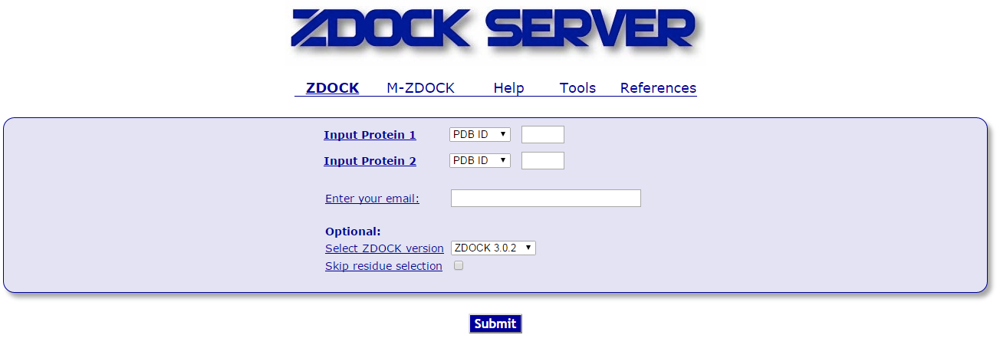 ZDOCK SERVER
ZDOCK M-ZDOCK Help Tools References
Input Protein 1 PDB ID
Input Protein 2 PDB ID
Enter your email:
Optional:
Select ZDOCK version ZDOCK 3.0.2
Skip residue selection
Submit